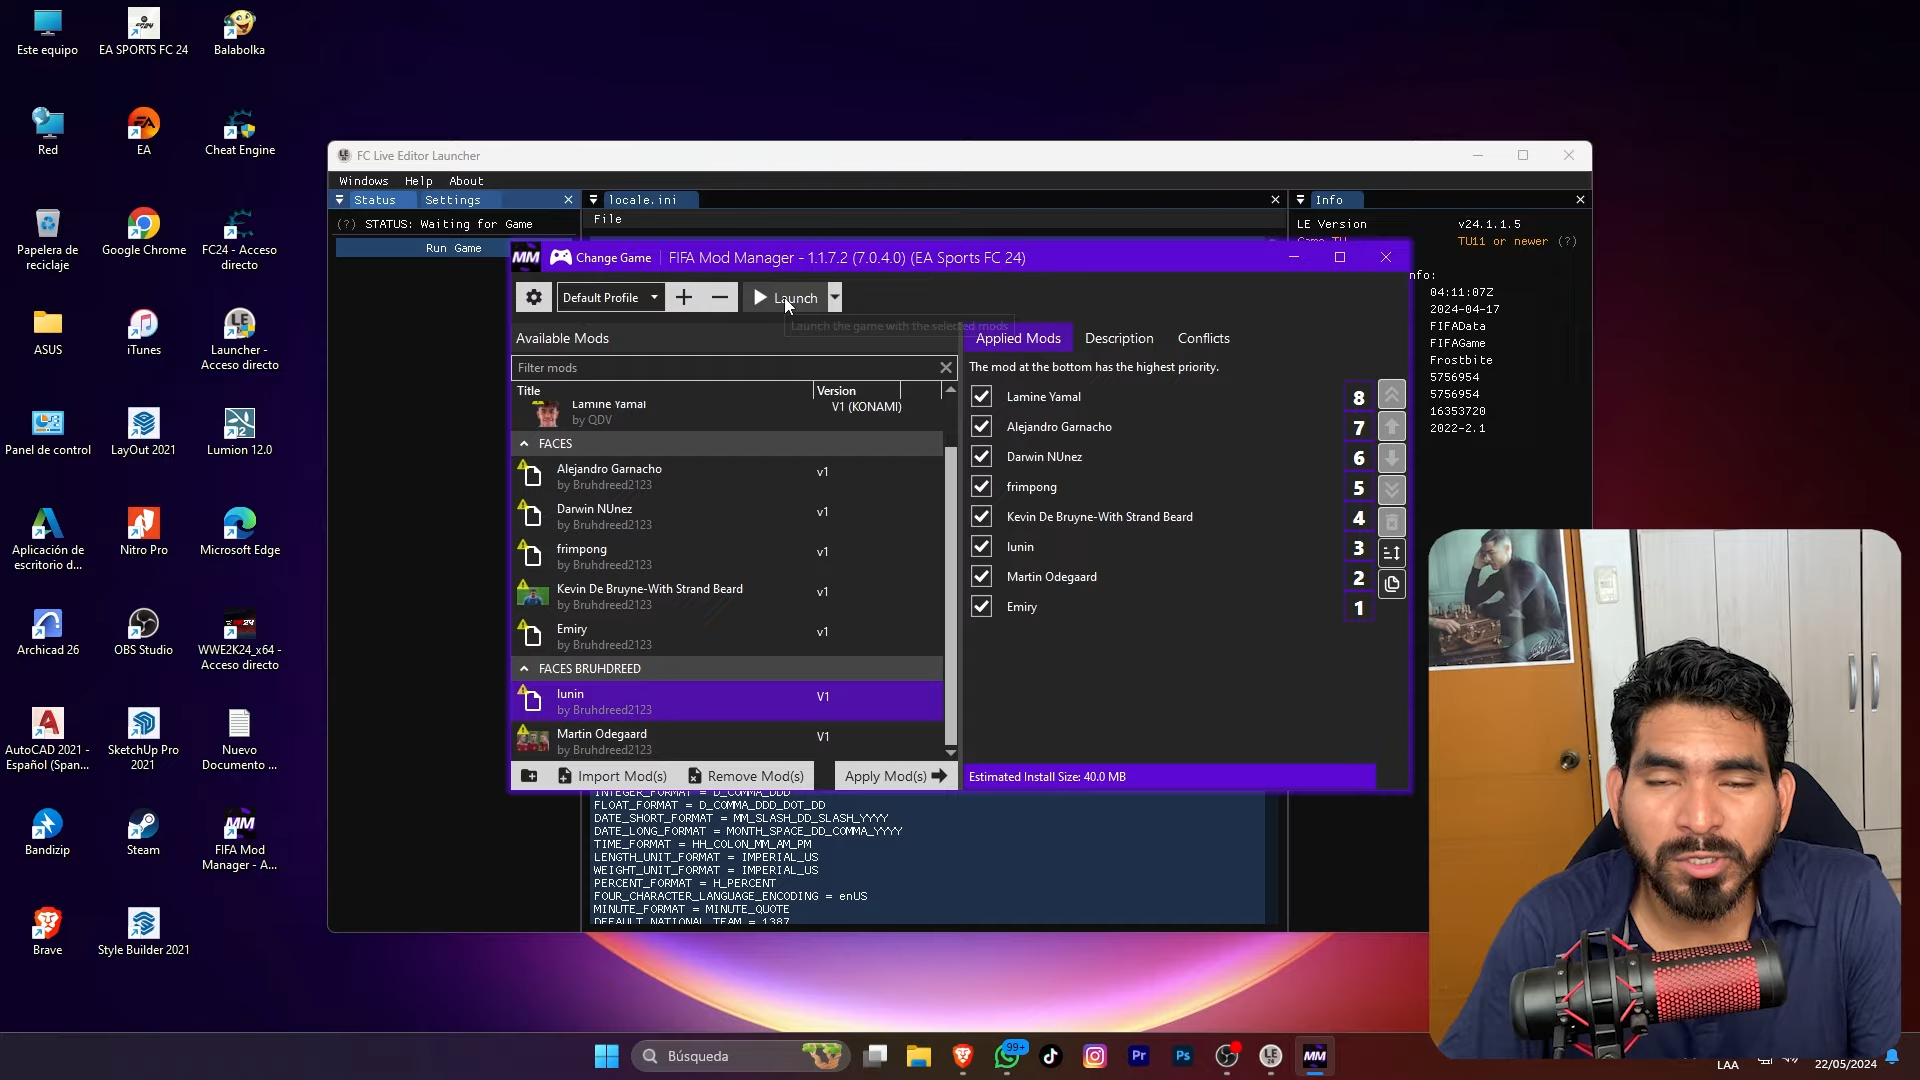 Este equipo
EA SPORTS FC 24
Balabolka
Red
EA
Cheat Engine
Papelera de
reciclaje
Google Chrome
FC24 - Acceso
directo
ASUS
iTunes
Launcher -
Acceso directo
Panel de control
LayOut 2021
Lumion 12.0
Aplicación de
escritorio d...
Nitro Pro
Microsoft Edge
Archicad 26
OBS Studio
WWE2K24_x64 -
Acceso directo
AutoCAD 2021 -
Español (Span...
SketchUp Pro
2021
Nuevo
Documento ...
Bandizip
Steam
FIFA Mod
Manager - A...
Brave
Style Builder 2021
FC Live Editor Launcher
Windows Help About
Status Settings
locale.ini
Info
(?) STATUS: Waiting for Game
File
Run Game
LE Version v24.1.1.5
TU11 or newer (?)
nfo:
04:11:07Z
2024-04-17
FIFAData
FIFAGame
Frostbite
5756954
5756954
16353720
2022-2.1
MM Change Game FIFA Mod Manager - 1.1.7.2 (7.0.4.0) (EA Sports FC 24)
Default Profile
Launch
Launch the game with the selected mods
Available Mods
Filter mods
Title Version
Lamine Yamal V1 (KONAMI)
by QDV
FACES
Alejandro Garnacho v1
by Bruhdreed2123
Darwin NUnez v1
by Bruhdreed2123
frimpong v1
by Bruhdreed2123
Kevin De Bruyne-With Strand Beard v1
by Bruhdreed2123
Emiry v1
by Bruhdreed2123
FACES BRUHDREED
lunin V1
by Bruhdreed2123
Martin Odegaard V1
by Bruhdreed2123
Import Mod(s) Remove Mod(s) Apply Mod(s)
Applied Mods Description Conflicts
The mod at the bottom has the highest priority.
Lamine Yamal 8
Alejandro Garnacho 7
Darwin NUnez 6
frimpong 5
Kevin De Bruyne-With Strand Beard 4
lunin 3
Martin Odegaard 2
Emiry 1
Estimated Install Size: 40.0 MB
INTEGER_FORMAT = D_COMMA_DDD
FLOAT_FORMAT = D_COMMA_DDD_DOT_DD
DATE_SHORT_FORMAT = MM_SLASH_DD_SLASH_YYYY
DATE_LONG_FORMAT = MONTH_SPACE_DD_COMMA_YYYY
TIME_FORMAT = HH_COLON_MM_AM_PM
LENGTH_UNIT_FORMAT = IMPERIAL_US
WEIGHT_UNIT_FORMAT = IMPERIAL_US
PERCENT_FORMAT = H_PERCENT
FOUR_CHARACTER_LANGUAGE_ENCODING = enUS
MINUTE_FORMAT = MINUTE_QUOTE
DEFAULT_NATIONAL_TEAM = 1387
Búsqueda
99+
Pr
Ps
LE
MM
LAA
22/05/2024